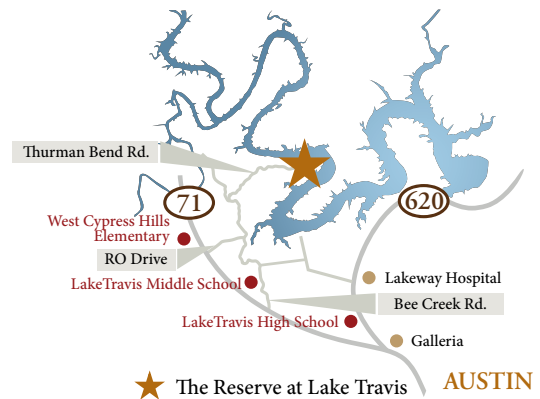 Thurman Bend Rd.
71
620
West Cypress Hills
Elementary
RO Drive
LakeTravis Middle School
Lakeway Hospital
Bee Creek Rd.
LakeTravis High School
Galleria
The Reserve at Lake Travis
AUSTIN